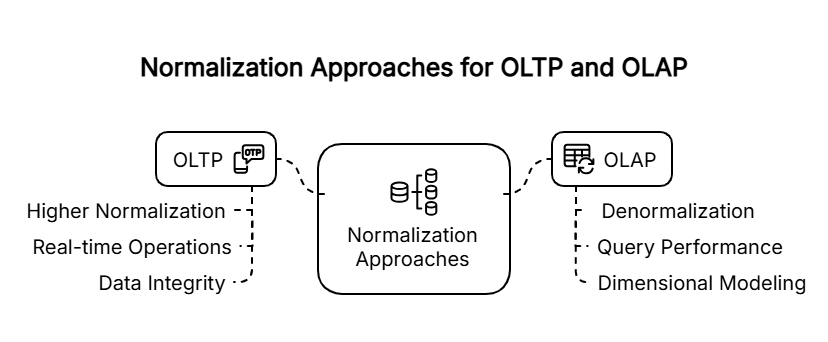 Normalization Approaches for OLTP and OLAP
OLTP
OTP
Higher Normalization
Real-time Operations
Data Integrity
Normalization
Approaches
OLAP
Denormalization
Query Performance
Dimensional Modeling